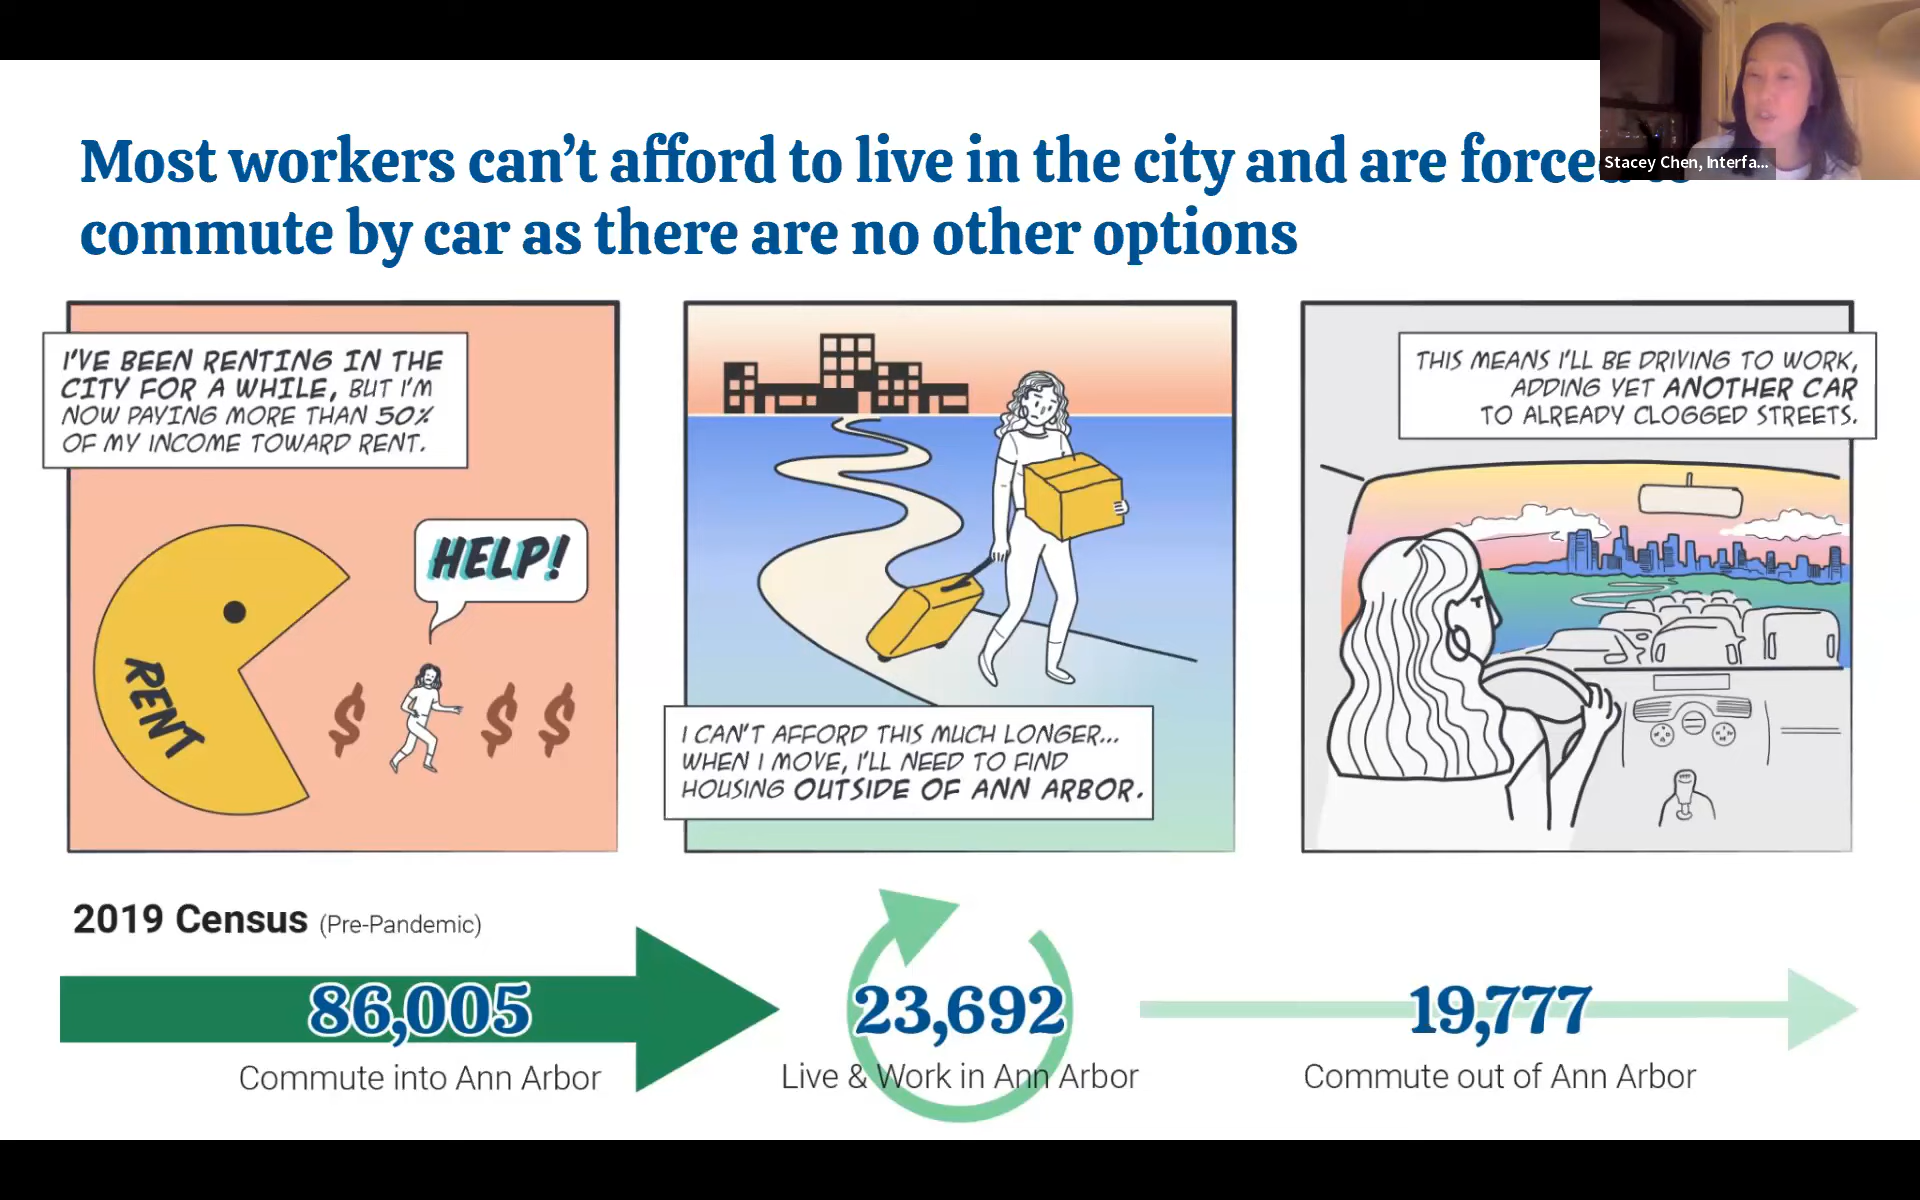 Most workers can't afford to live in the city and are force
commute by car as there are no other options
Stacey Chen, Interfa...
I'VE BEEN RENTING IN THE
CITY FOR A WHILE, BUT I'M
NOW PAYING MORE THAN 50%
OF MY INCOME TOWARD RENT.
HELP!
RENT
$ $ $
I CAN'T AFFORD THIS MUCH LONGER...
WHEN I MOVE, I'LL NEED TO FIND
HOUSING OUTSIDE OF ANN ARBOR.
THIS MEANS I'LL BE DRIVING TO WORK,
ADDING YET ANOTHER CAR
TO ALREADY CLOGGED STREETS.
2019 Census (Pre-Pandemic)
86,005
Commute into Ann Arbor
23,692
Live & Work in Ann Arbor
19,777
Commute out of Ann Arbor